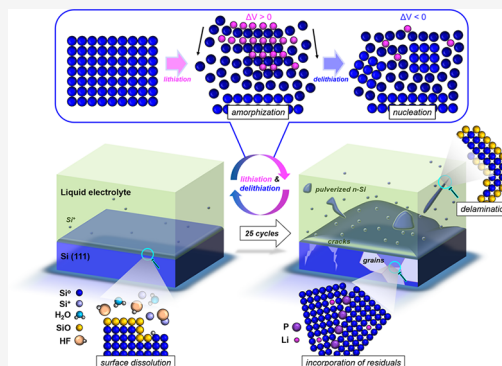 ΔV > 0
ΔV < 0
lithiation
delithiation
amorphization
nucleation
Liquid electrolyte
Si*
Si (111)
lithiation &
delithiation
25 cycles
pulverized n-Si
cracks
grains
delamination
Si⁰
Si*
H₂O
SiO
HF
surface dissolution
P
Li
incorporation of residuals